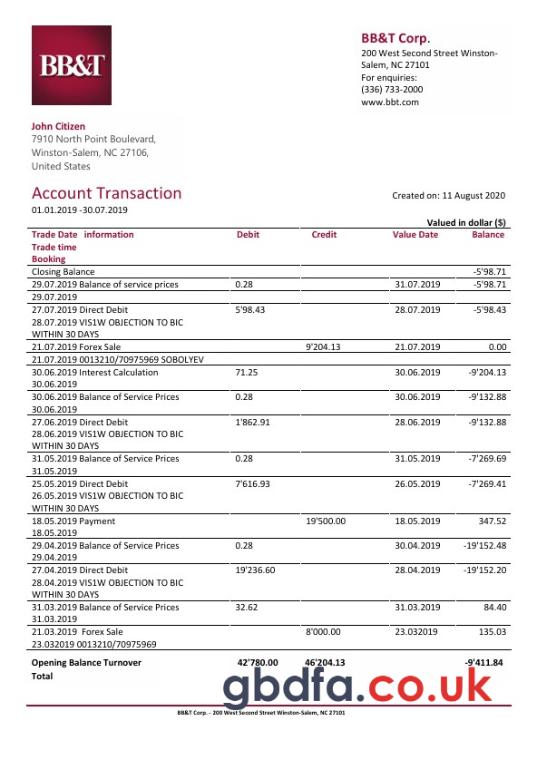 BB&T
BB&T Corp.
200 West Second Street Winston-
Salem, NC 27101
For enquiries:
(336) 733-2000
www.bbt.com
John Citizen
7910 North Point Boulevard,
Winston-Salem, NC 27106,
United States
Account Transaction
Created on: 11 August 2020
01.01.2019 -30.07.2019
Valued in dollar ($)
Trade Date information Debit Credit Value Date Balance
Trade time
Booking
Closing Balance -5'98.71
29.07.2019 Balance of service prices 0.28 31.07.2019 -5'98.71
29.07.2019
27.07.2019 Direct Debit 5'98.43 28.07.2019 -5'98.43
28.07.2019 VIS1W OBJECTION TO BIC
WITHIN 30 DAYS
21.07.2019 Forex Sale 9'204.13 21.07.2019 0.00
21.07.2019 0013210/70975969 SOBOLYEV
30.06.2019 Interest Calculation 71.25 30.06.2019 -9'204.13
30.06.2019
30.06.2019 Balance of Service Prices 0.28 30.06.2019 -9'132.88
30.06.2019
27.06.2019 Direct Debit 1'862.91 28.06.2019 -9'132.88
28.06.2019 VIS1W OBJECTION TO BIC
WITHIN 30 DAYS
31.05.2019 Balance of Service Prices 0.28 31.05.2019 -7'269.69
31.05.2019
25.05.2019 Direct Debit 7'616.93 26.05.2019 -7'269.41
26.05.2019 VIS1W OBJECTION TO BIC
WITHIN 30 DAYS
18.05.2019 Payment 19'500.00 18.05.2019 347.52
18.05.2019
29.04.2019 Balance of Service Prices 0.28 30.04.2019 -19'152.48
29.04.2019
27.04.2019 Direct Debit 19'236.60 28.04.2019 -19'152.20
28.04.2019 VIS1W OBJECTION TO BIC
WITHIN 30 DAYS
31.03.2019 Balance of Service Prices 32.62 31.03.2019 84.40
31.03.2019
21.03.2019 Forex Sale 8'000.00 23.032019 135.03
23.032019 0013210/70975969
Opening Balance Turnover 42'780.00 46'204.13 -9'411.84
Total
gbdfa.co.uk
BB&T Corp. - 200 West Second Street Winston-Salem, NC 27101